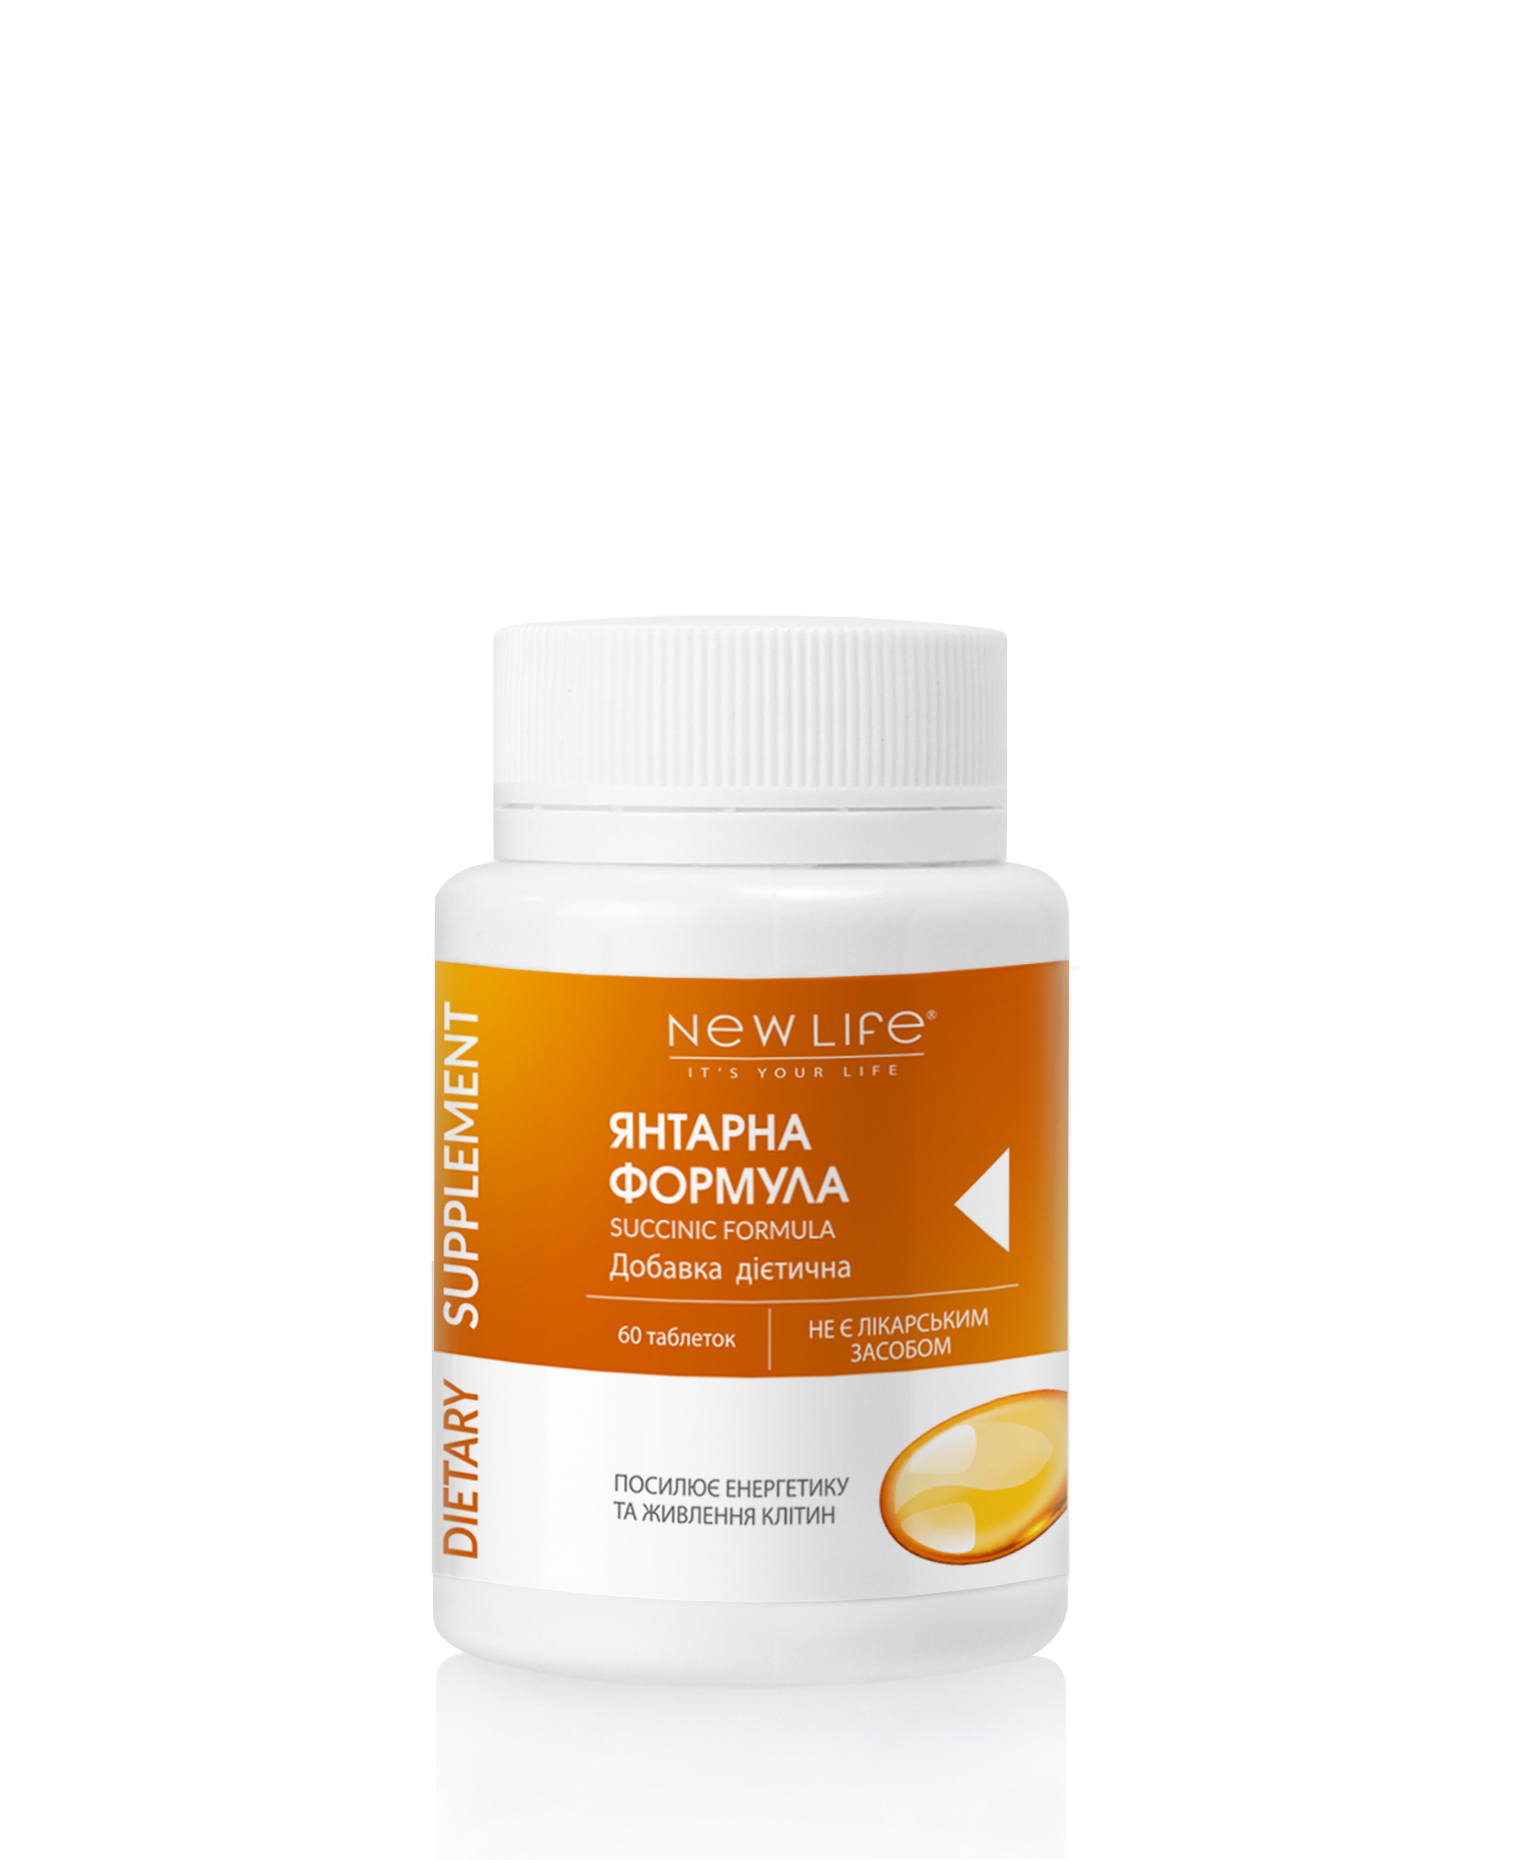 NEW LIFE®
IT'S YOUR LIFE
ЯНТАРНА
ФОРМУЛА
SUCCINIC FORMULA
Добавка дієтична
60 таблеток
НЕ Є ЛІКАРСЬКИМ
ЗАСОБОМ
ПОСИЛЮЄ ЕНЕРГЕТИКУ
ТА ЖИВЛЕННЯ КЛІТИН
DIETARY SUPPLEMENT